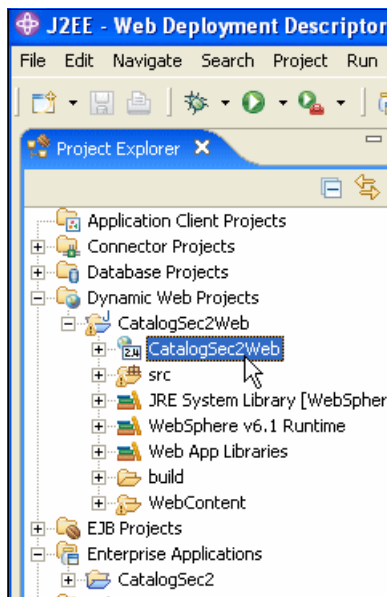 J2EE - Web Deployment Descriptor
File Edit Navigate Search Project Run
Project Explorer
Application Client Projects
Connector Projects
Database Projects
Dynamic Web Projects
CatalogSec2Web
2.4 CatalogSec2Web
src
JRE System Library [WebSpher
WebSphere v6.1 Runtime
Web App Libraries
build
WebContent
EJB Projects
Enterprise Applications
CatalogSec2